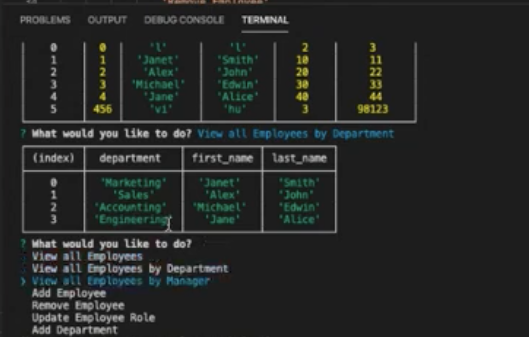 PROBLEMS OUTPUT DEBUG CONSOLE TERMINAL
0 0 'l' 'l' 2 3
1 1 'Janet' 'Smith' 10 11
2 2 'Alex' 'John' 20 22
3 3 'Michael' 'Edwin' 30 33
4 4 'Jane' 'Alice' 40 44
5 456 'vi' 'hu' 3 98123
? What would you like to do? View all Employees by Department
(index) department first_name last_name
0 'Marketing' 'Janet' 'Smith'
1 'Sales' 'Alex' 'John'
2 'Accounting' 'Michael' 'Edwin'
3 'Engineering' 'Jane' 'Alice'
? What would you like to do?
View all Employees
View all Employees by Department
❯ View all Employees by Manager
Add Employee
Remove Employee
Update Employee Role
Add Department